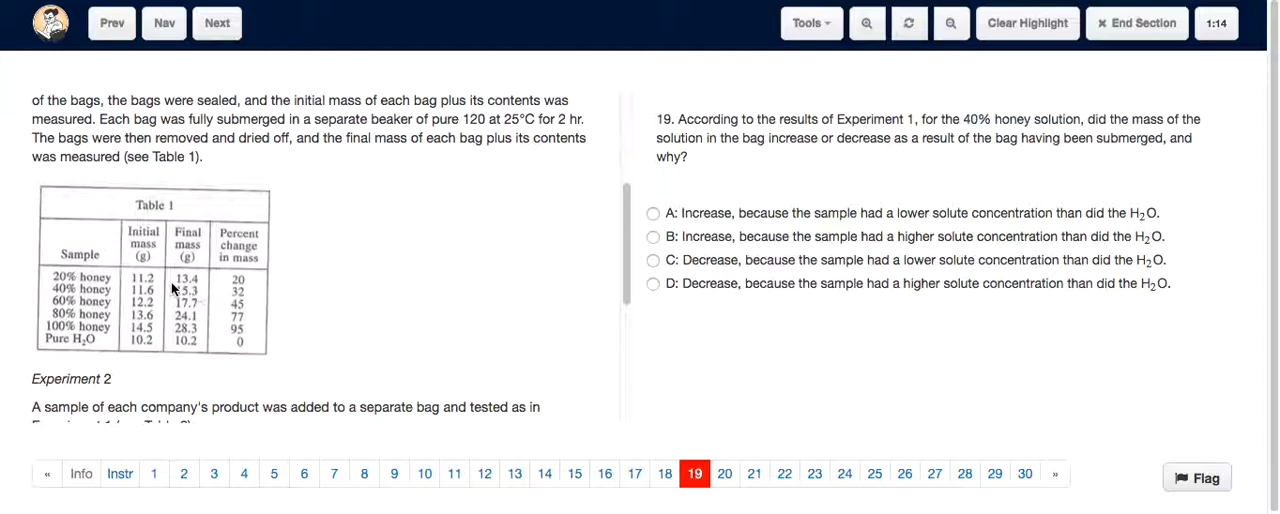 Prev Nav Next Tools Clear Highlight × End Section 1:14
of the bags, the bags were sealed, and the initial mass of each bag plus its contents was
measured. Each bag was fully submerged in a separate beaker of pure 120 at 25°C for 2 hr.
The bags were then removed and dried off, and the final mass of each bag plus its contents
was measured (see Table 1).
Table 1
Sample Initial mass (g) Final mass (g) Percent change in mass
20% honey 11.2 13.4 20
40% honey 11.6 15.3 32
60% honey 12.2 17.7 45
80% honey 13.6 24.1 77
100% honey 14.5 28.3 95
Pure H₂O 10.2 10.2 0
Experiment 2
A sample of each company's product was added to a separate bag and tested as in
19. According to the results of Experiment 1, for the 40% honey solution, did the mass of the
solution in the bag increase or decrease as a result of the bag having been submerged, and
why?
A: Increase, because the sample had a lower solute concentration than did the H₂O.
B: Increase, because the sample had a higher solute concentration than did the H₂O.
C: Decrease, because the sample had a lower solute concentration than did the H₂O.
D: Decrease, because the sample had a higher solute concentration than did the H₂O.
« Info Instr 1 2 3 4 5 6 7 8 9 10 11 12 13 14 15 16 17 18 19 20 21 22 23 24 25 26 27 28 29 30 »
Flag